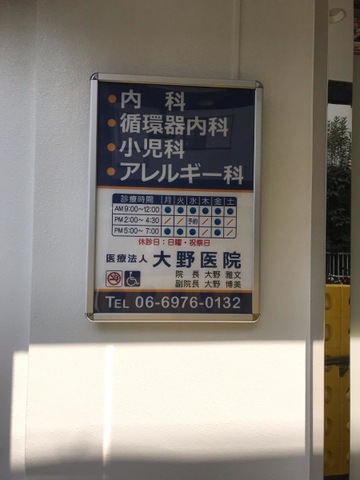 ・内科
・循環器内科
・小児科
・アレルギー科
診療時間 月 火 水 木 金 土
AM 9:00~12:00 ● ● ● ● ● ●
PM 2:00~4:30 / / 予約 / / /
PM 5:00~7:00 ● ● ● / ● /
休診日:日曜・祝祭日
医療法人 大野医院
院長 大野 雅文
副院長 大野 博美
TEL 06-6976-0132